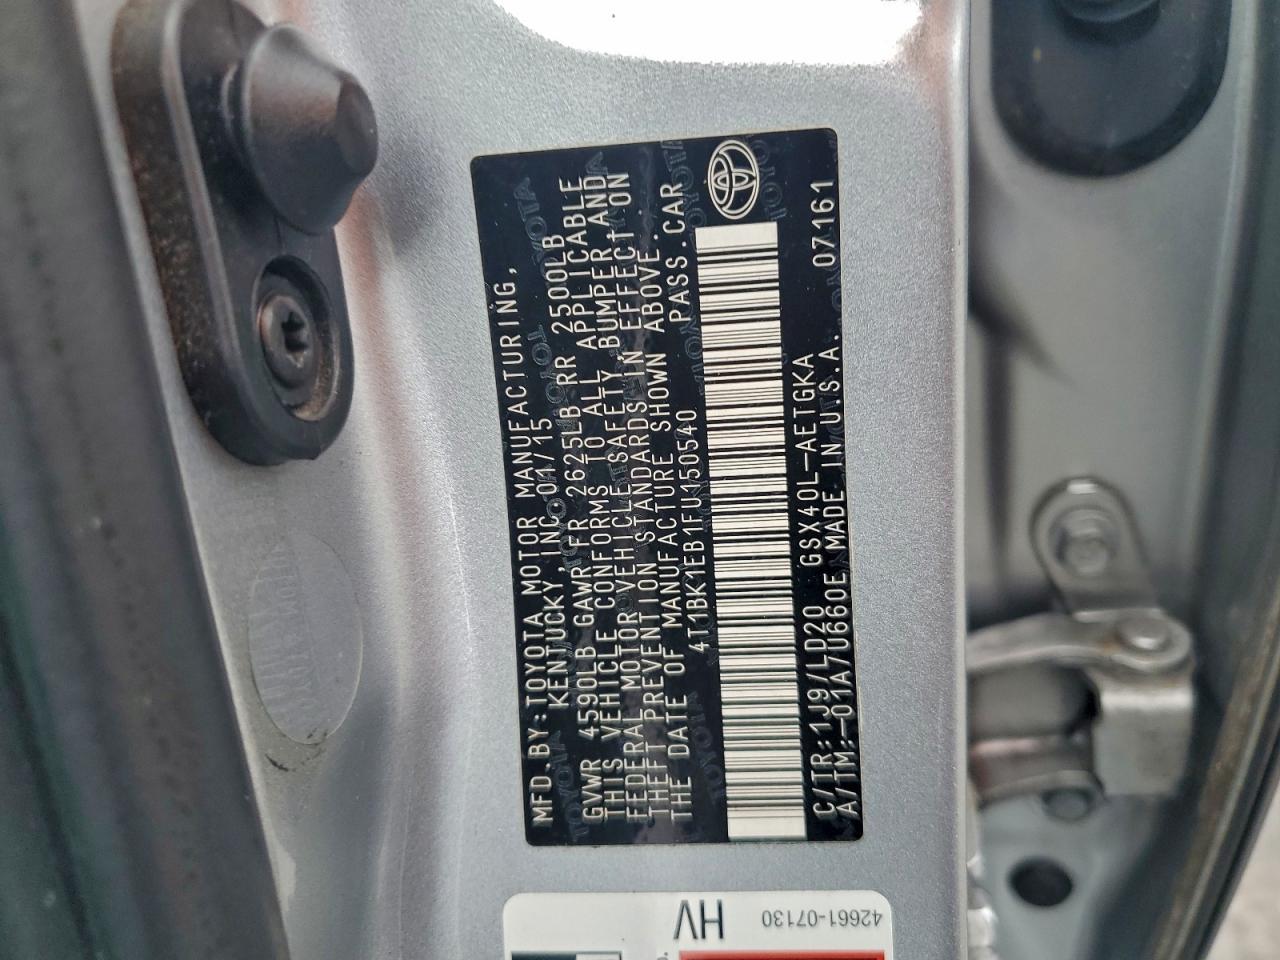 MFD.BY:TOYOTA MOTOR MANUFACTURING,
KENTUCKY,INC.01/15
GVWR 4590LB GAWR FR 2625LB RR 2500LB
THIS VEHICLE CONFORMS TO ALL APPLICABLE
FEDERAL MOTOR VEHICLE SAFETY,BUMPER,AND
THEFT PREVENTION STANDARDS IN EFFECT ON
THE DATE OF MANUFACTURE SHOWN ABOVE.
4T1BK1EB1FU150540 PASS.CAR
C/TR:1J9/LD20 GSX40L-AETGKA 07161
A/TM:-01A/U660E MADE IN U.S.A.
HV
42661-07130